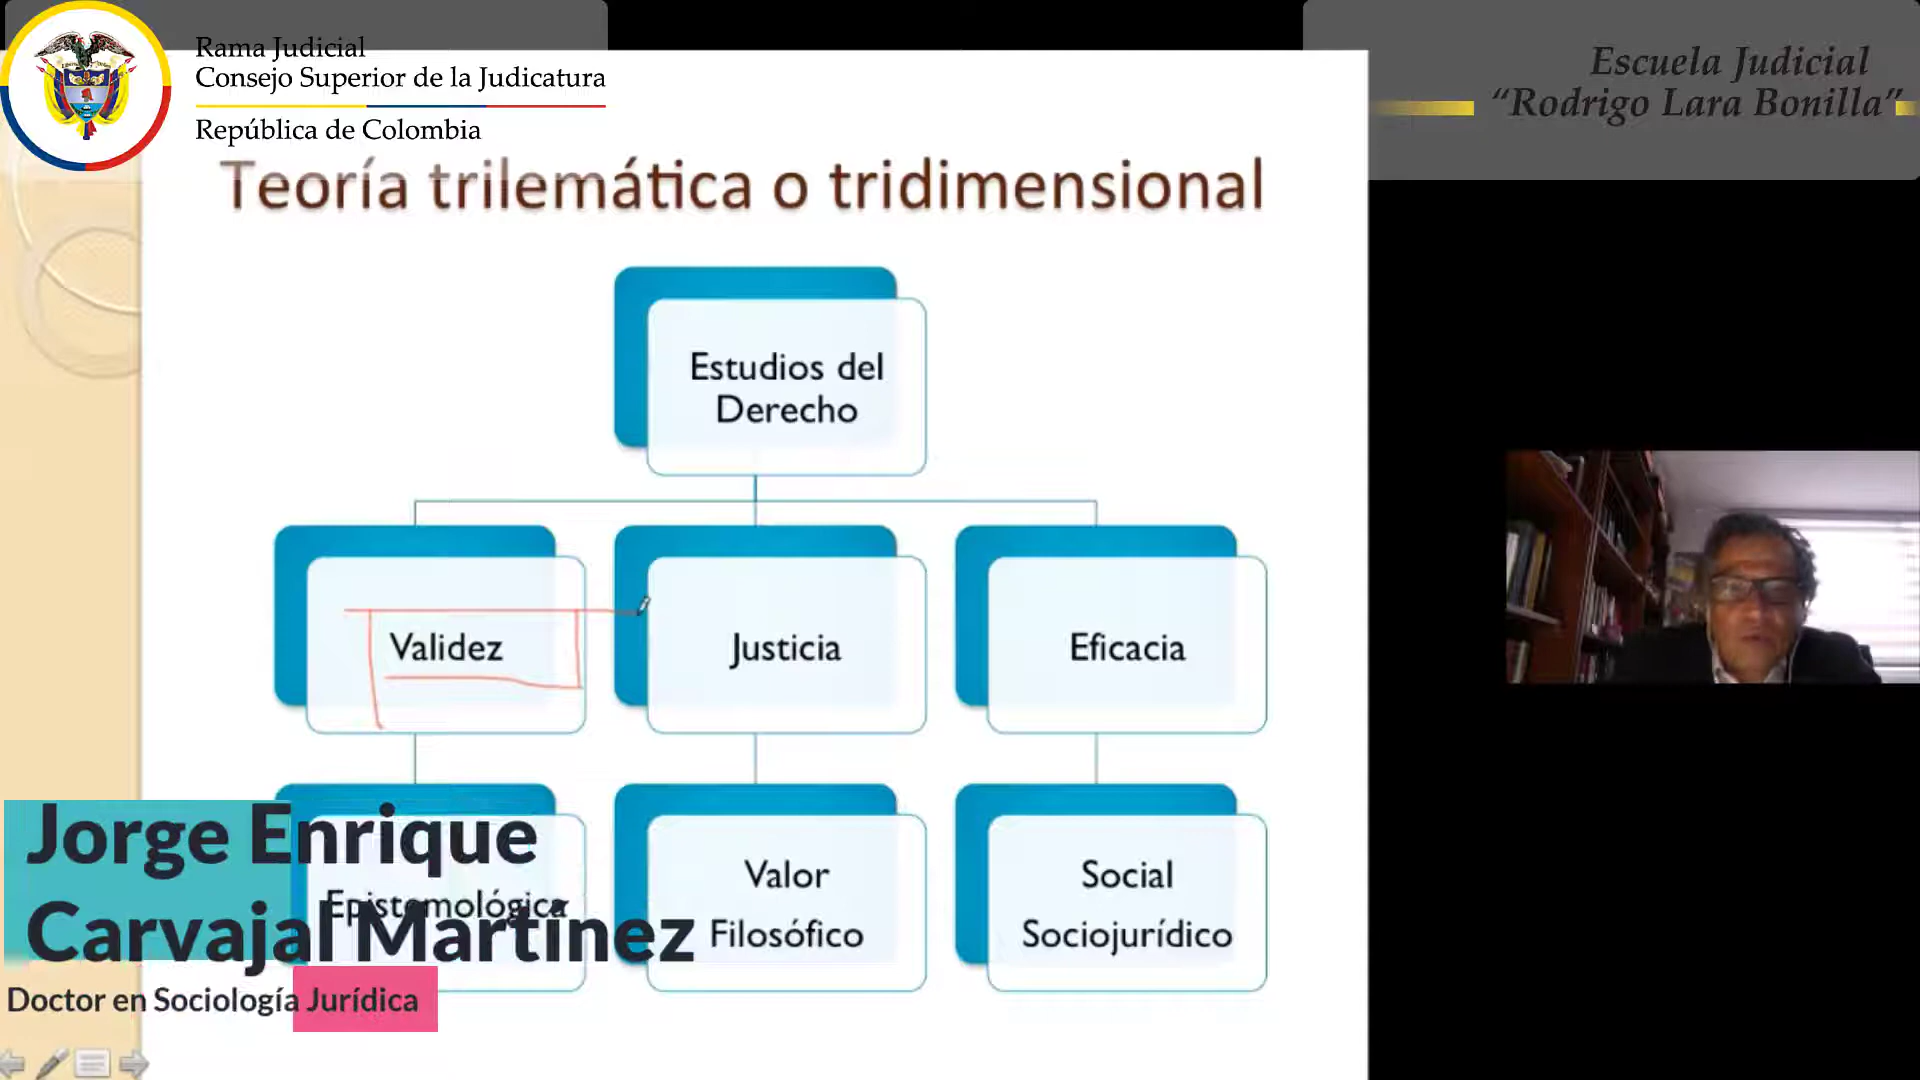 Rama Judicial
Consejo Superior de la Judicatura
República de Colombia
Escuela Judicial
“Rodrigo Lara Bonilla”
Teoría trilemática o tridimensional
Estudios del
Derecho
Validez
Justicia
Eficacia
Epistemológica
Valor
Filosófico
Social
Sociojurídico
Jorge Enrique
Carvajal Martínez
Doctor en Sociología Jurídica